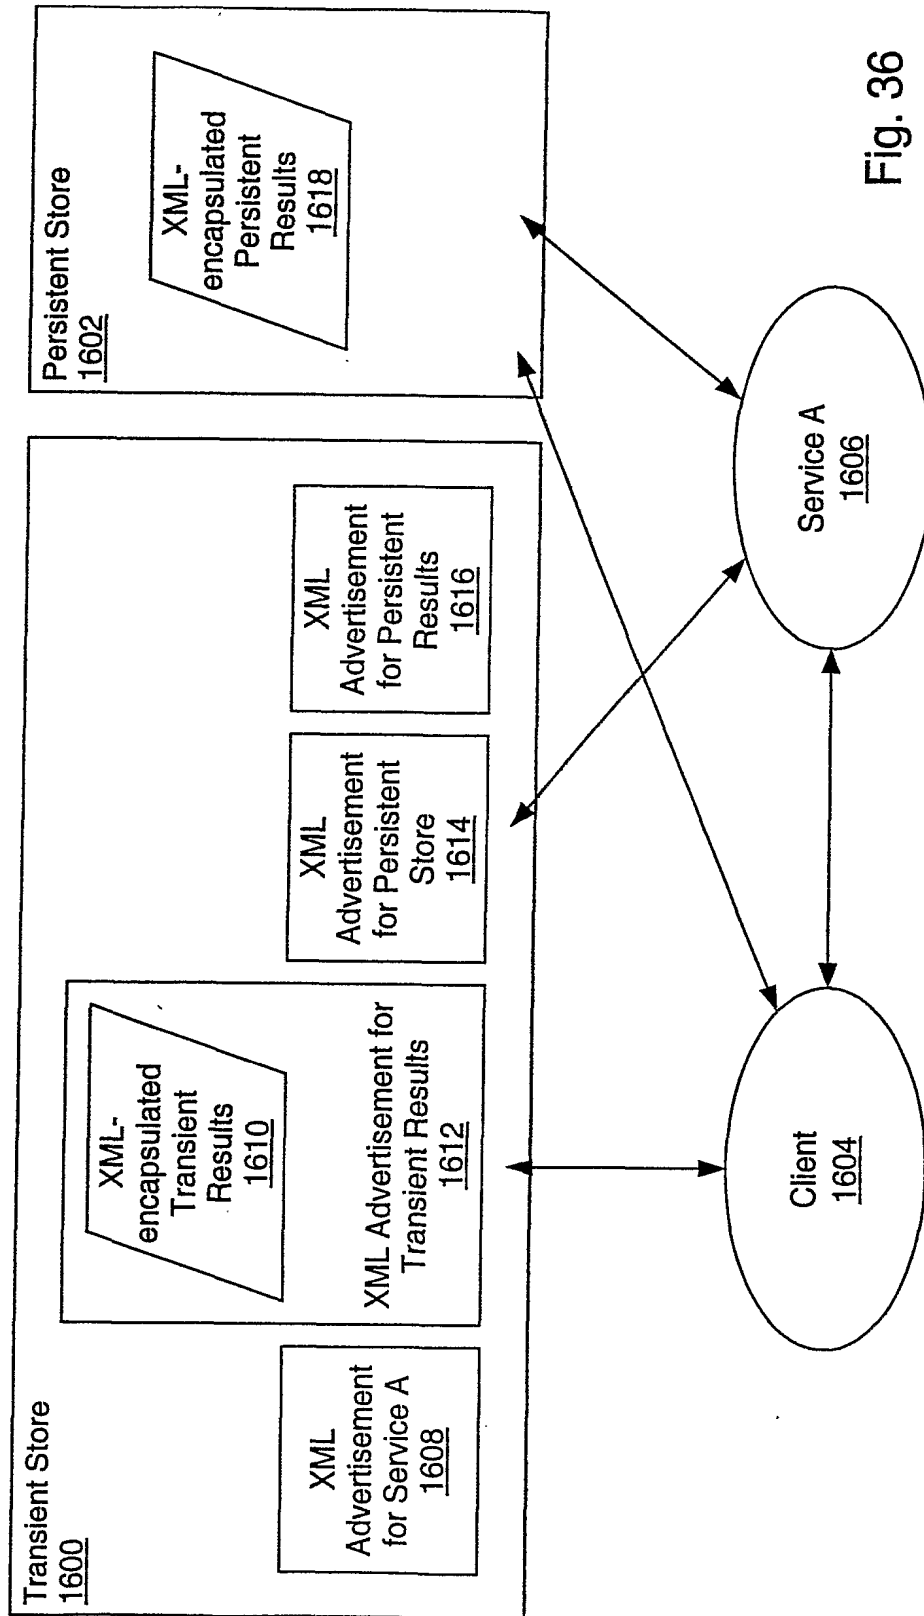 Transient Store
1600
XML
Advertisement
for Service A
1608
XML-
encapsulated
Transient
Results
1610
XML Advertisement for
Transient Results
1612
XML
Advertisement
for Persistent
Store
1614
XML
Advertisement
for Persistent
Results
1616
Persistent Store
1602
XML-
encapsulated
Persistent
Results
1618
Client
1604
Service A
1606
Fig. 36